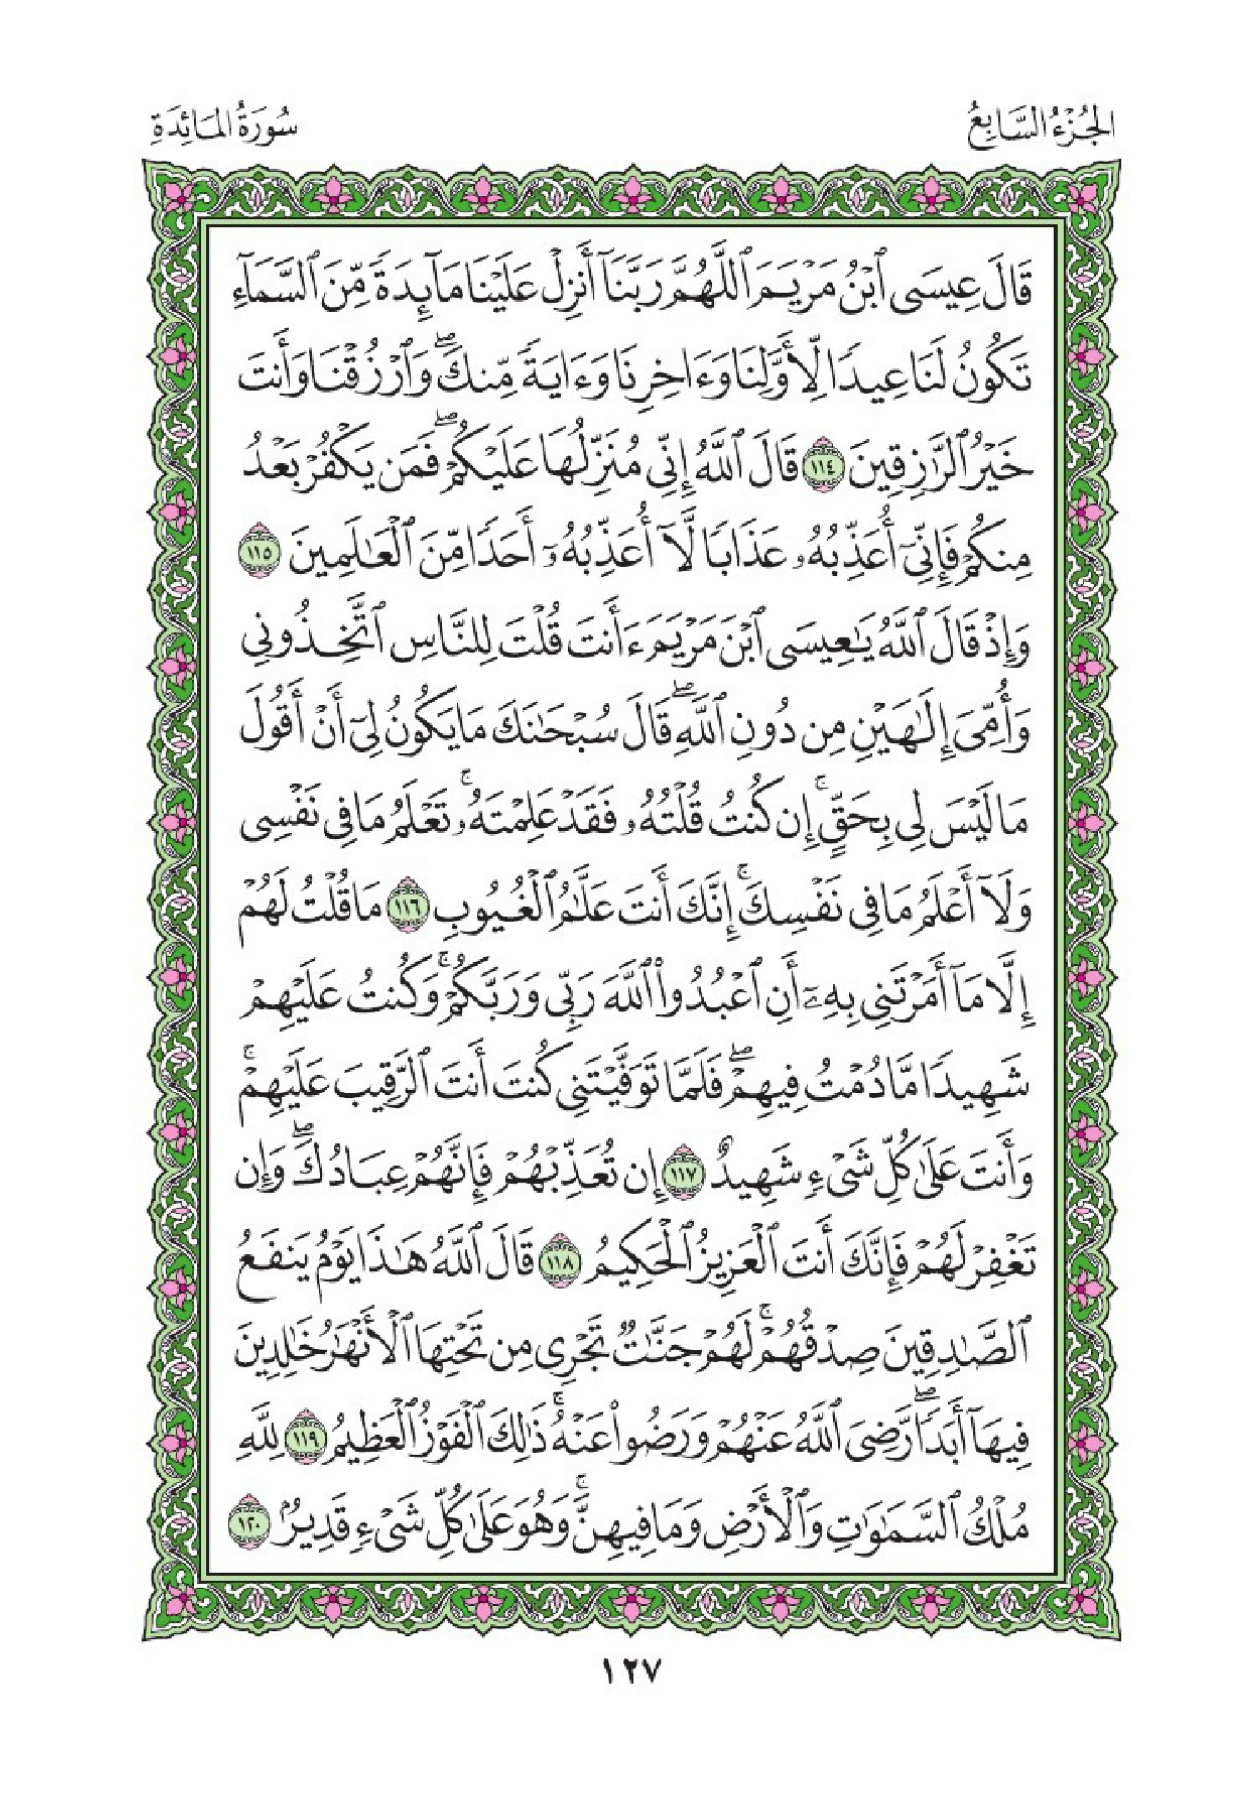 الجُزْءُ السَّابِعُ
سُورَةُ المَائِدَةِ
قَالَ عِيسَى ٱبْنُ مَرْيَمَ ٱللَّهُمَّ رَبَّنَآ أَنزِلْ عَلَيْنَا مَآئِدَةً مِّنَ ٱلسَّمَآءِ
تَكُونُ لَنَا عِيدًا لِّأَوَّلِنَا وَءَاخِرِنَا وَءَايَةً مِّنكَۖ وَٱرْزُقْنَا وَأَنتَ
خَيْرُ ٱلرَّٰزِقِينَ ١١٤ قَالَ ٱللَّهُ إِنِّي مُنَزِّلُهَا عَلَيْكُمْۖ فَمَن يَكْفُرْ بَعْدُ
مِنكُمْ فَإِنِّيٓ أُعَذِّبُهُۥ عَذَابًا لَّآ أُعَذِّبُهُۥٓ أَحَدًا مِّنَ ٱلْعَٰلَمِينَ ١١٥
وَإِذْ قَالَ ٱللَّهُ يَٰعِيسَى ٱبْنَ مَرْيَمَ ءَأَنتَ قُلْتَ لِلنَّاسِ ٱتَّخِذُونِي
وَأُمِّيَ إِلَٰهَيْنِ مِن دُونِ ٱللَّهِۖ قَالَ سُبْحَٰنَكَ مَا يَكُونُ لِيٓ أَنْ أَقُولَ
مَا لَيْسَ لِي بِحَقٍّۚ إِن كُنتُ قُلْتُهُۥ فَقَدْ عَلِمْتَهُۥۚ تَعْلَمُ مَا فِي نَفْسِي
وَلَآ أَعْلَمُ مَا فِي نَفْسِكَۚ إِنَّكَ أَنتَ عَلَّٰمُ ٱلْغُيُوبِ ١١٦ مَا قُلْتُ لَهُمْ
إِلَّا مَآ أَمَرْتَنِي بِهِۦٓ أَنِ ٱعْبُدُوا۟ ٱللَّهَ رَبِّي وَرَبَّكُمْۚ وَكُنتُ عَلَيْهِمْ
شَهِيدًا مَّا دُمْتُ فِيهِمْۖ فَلَمَّا تَوَفَّيْتَنِي كُنتَ أَنتَ ٱلرَّقِيبَ عَلَيْهِمْۚ
وَأَنتَ عَلَىٰ كُلِّ شَيْءٍ شَهِيدٌ ١١٧ إِن تُعَذِّبْهُمْ فَإِنَّهُمْ عِبَادُكَۖ وَإِن
تَغْفِرْ لَهُمْ فَإِنَّكَ أَنتَ ٱلْعَزِيزُ ٱلْحَكِيمُ ١١٨ قَالَ ٱللَّهُ هَٰذَا يَوْمُ يَنفَعُ
ٱلصَّٰدِقِينَ صِدْقُهُمْۚ لَهُمْ جَنَّٰتٌ تَجْرِي مِن تَحْتِهَا ٱلْأَنْهَٰرُ خَٰلِدِينَ
فِيهَآ أَبَدًاۖ رَّضِيَ ٱللَّهُ عَنْهُمْ وَرَضُوا۟ عَنْهُۚ ذَٰلِكَ ٱلْفَوْزُ ٱلْعَظِيمُ ١١٩ لِلَّهِ
مُلْكُ ٱلسَّمَٰوَٰتِ وَٱلْأَرْضِ وَمَا فِيهِنَّۚ وَهُوَ عَلَىٰ كُلِّ شَيْءٍ قَدِيرٌۢ ١٢٠
١٢٧